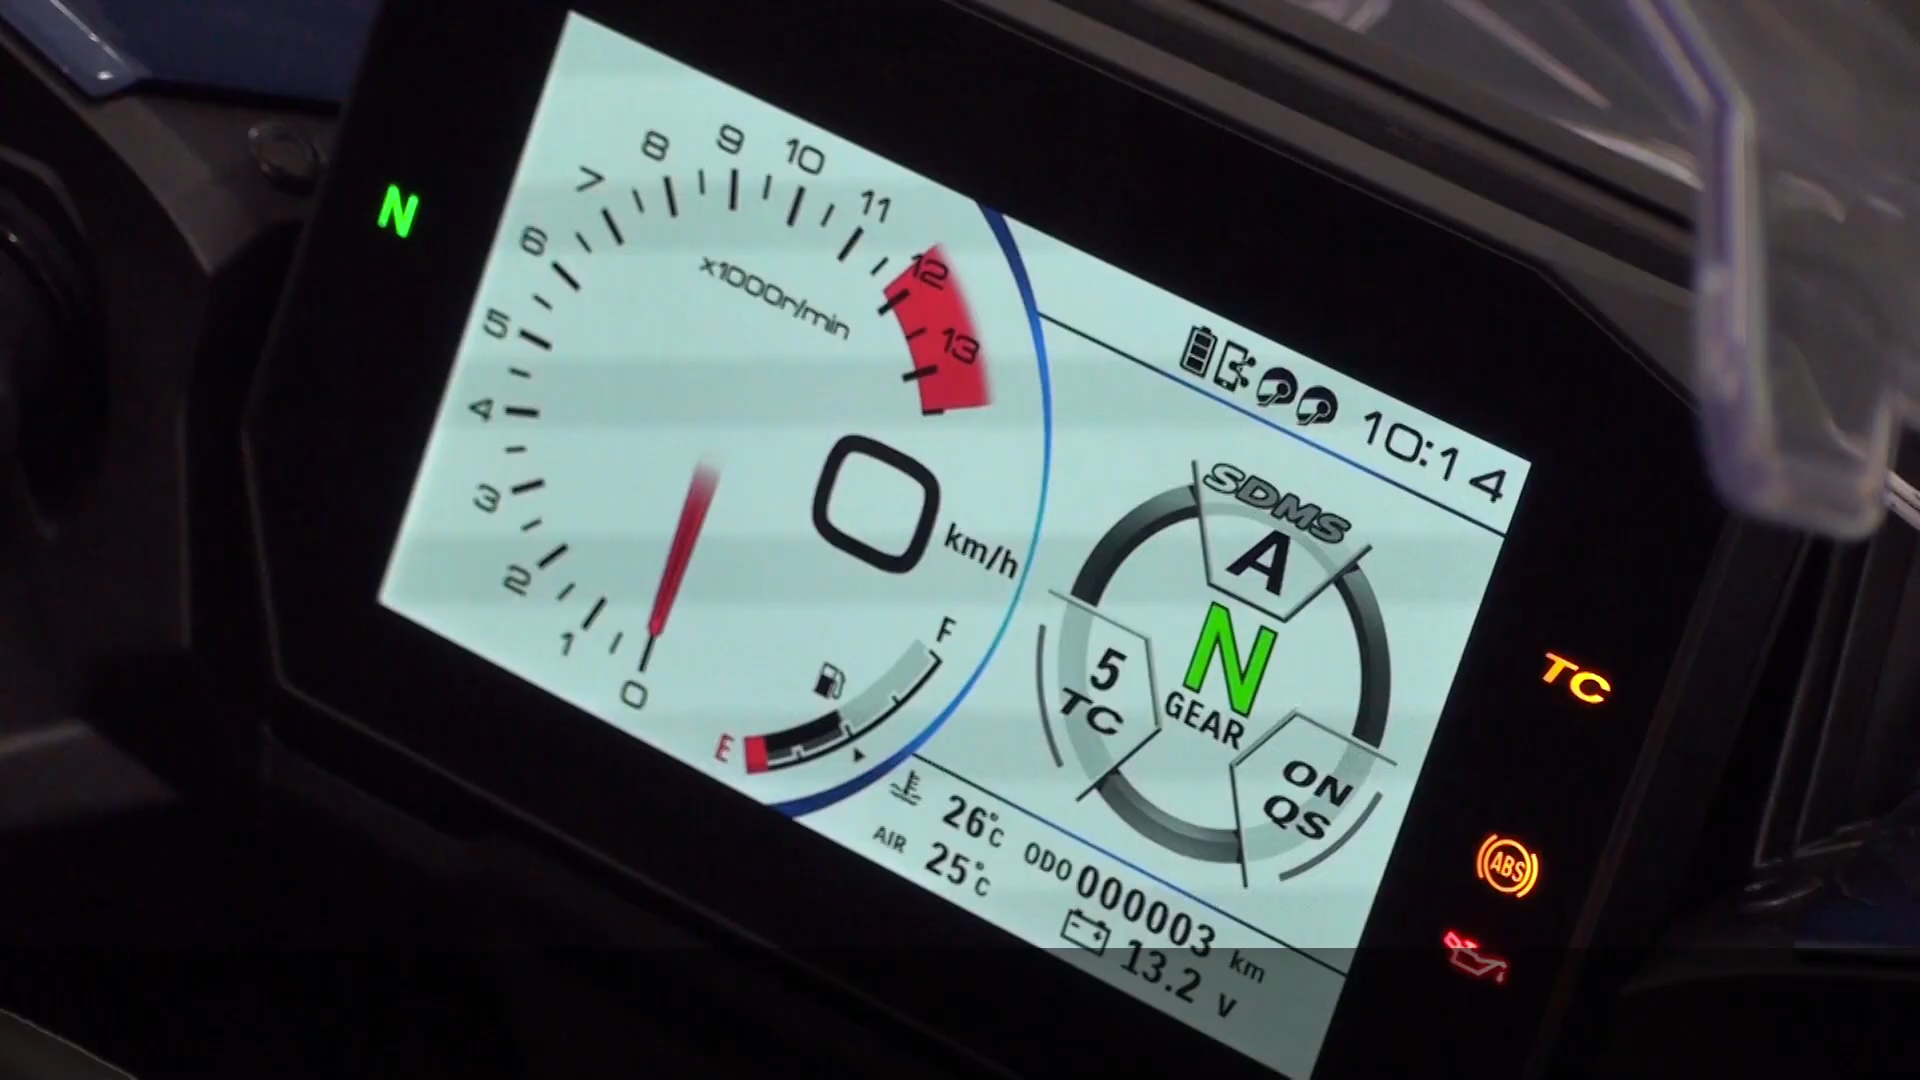 N
0
1
2
3
4
5
6
7
8
9
10
11
12
13
x1000r/min
0 km/h
E
F
10:14
SDMS
A
N
GEAR
5
TC
ON
QS
26°C
AIR 25°C
ODO 000003 km
13.2 V
TC
ABS